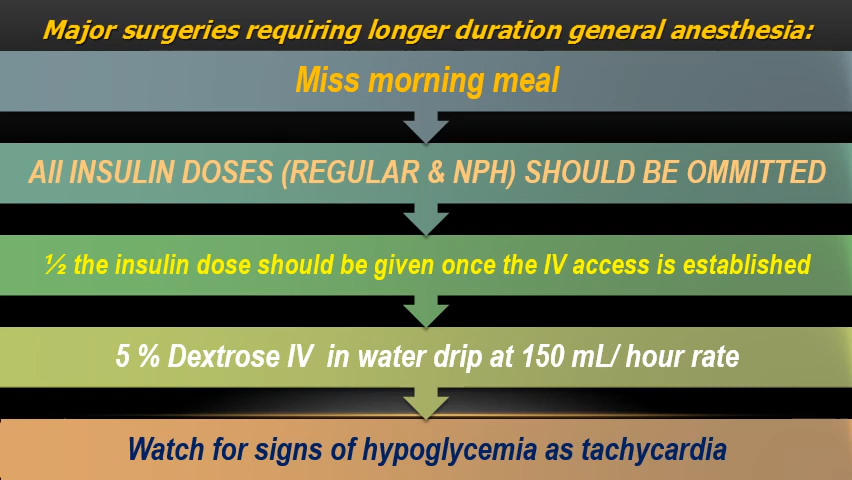 Major surgeries requiring longer duration general anesthesia:
Miss morning meal
All INSULIN DOSES (REGULAR & NPH) SHOULD BE OMMITTED
½ the insulin dose should be given once the IV access is established
5 % Dextrose IV in water drip at 150 mL/ hour rate
Watch for signs of hypoglycemia as tachycardia